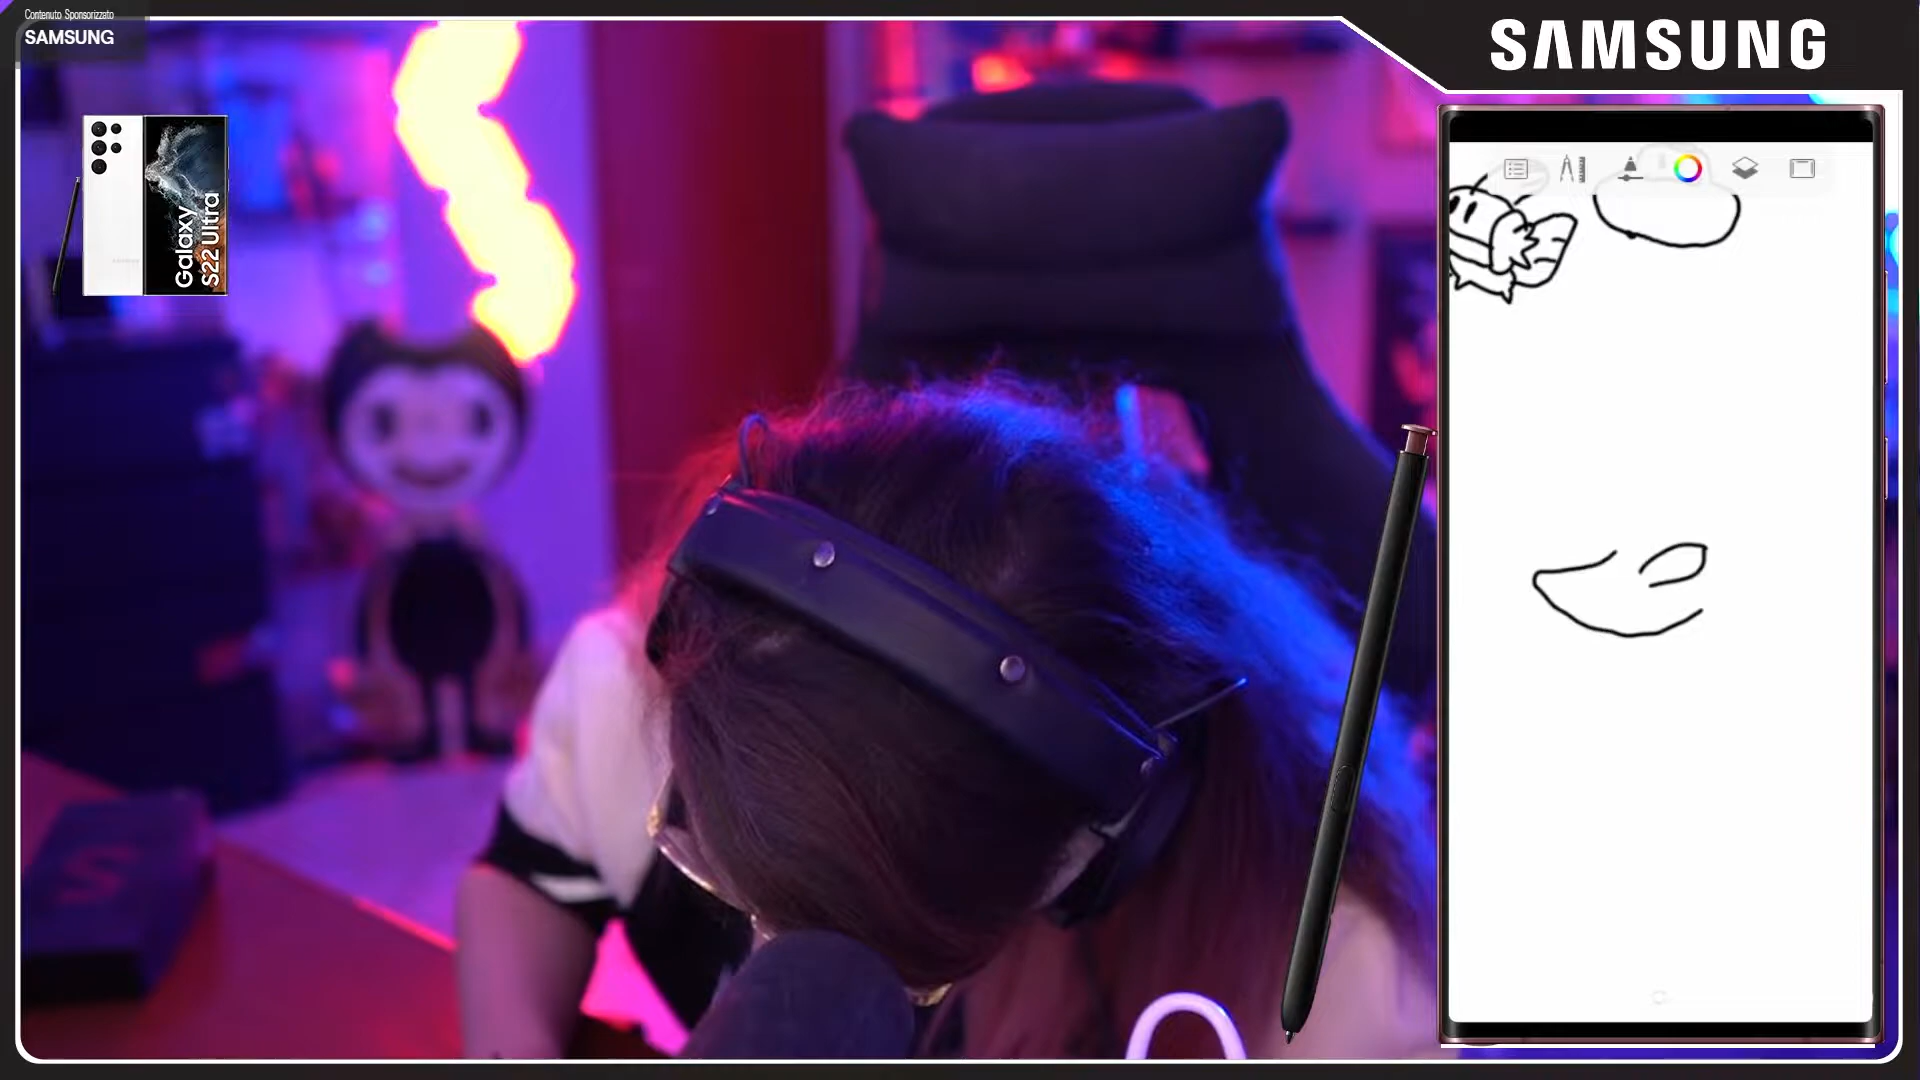 Contenuto Sponsorizzato
SAMSUNG
SAMSUNG
Galaxy
S22 Ultra
S